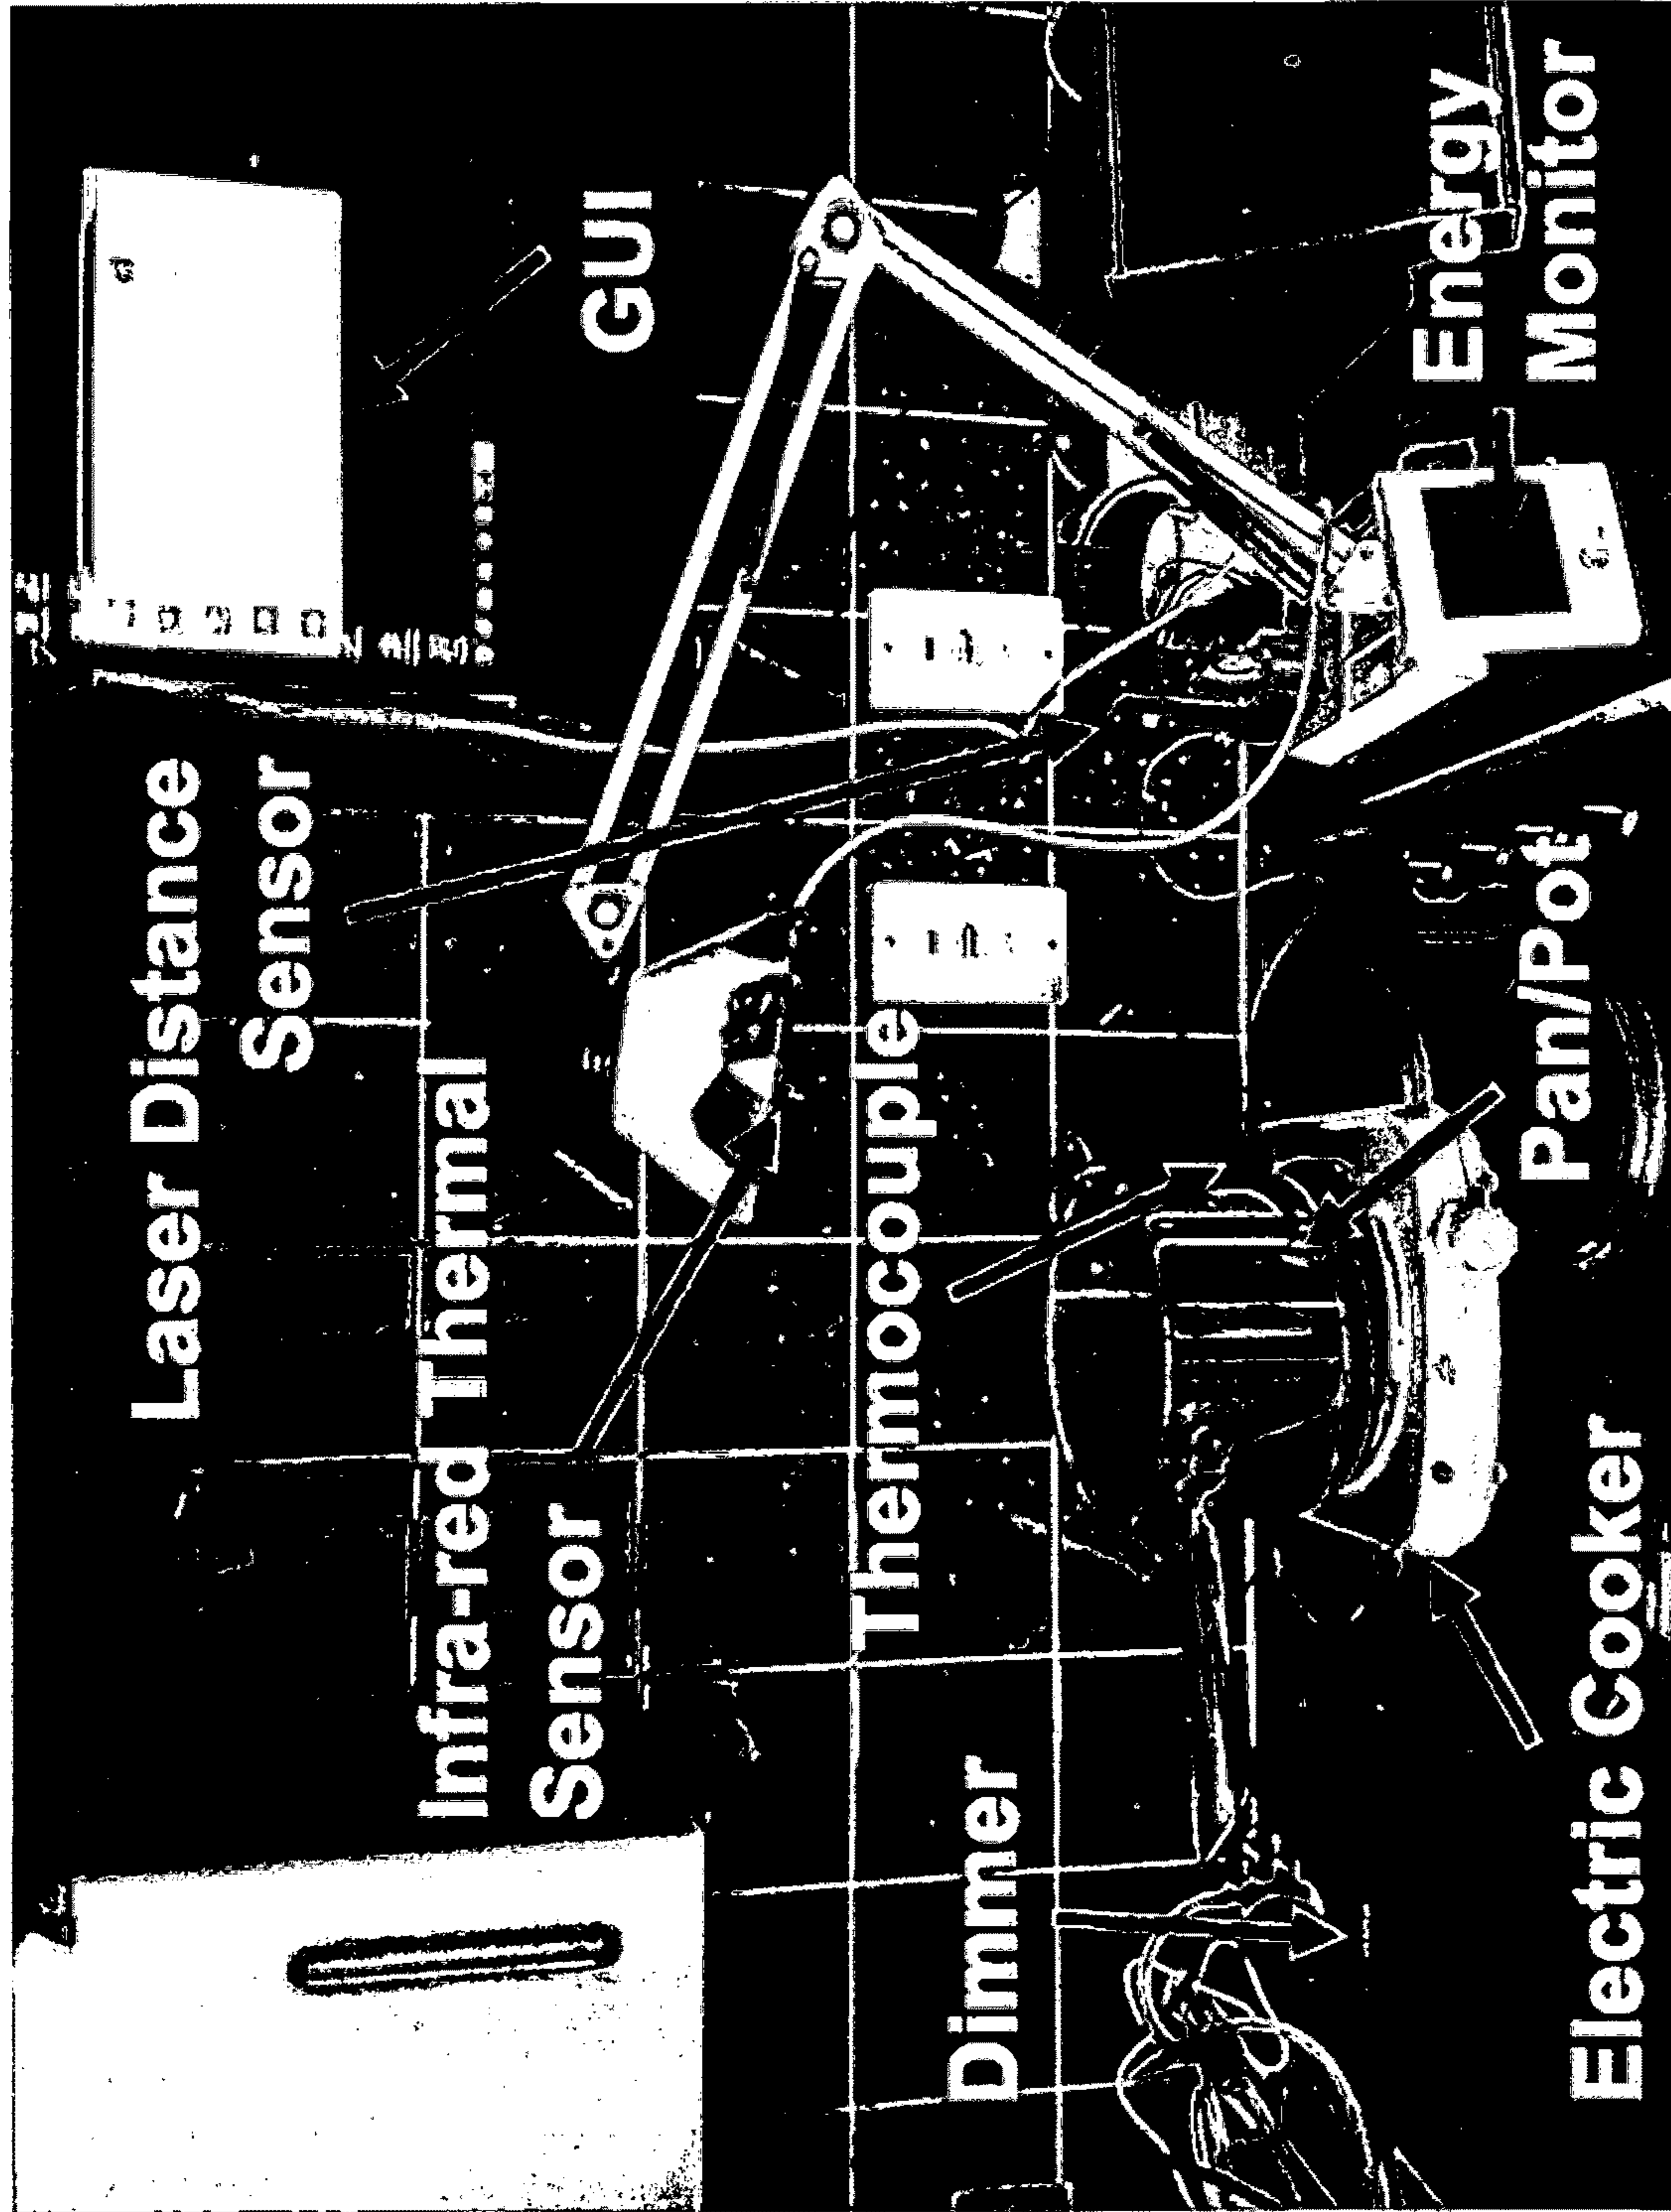 Laser Distance
Sensor
GUI
Infra-red Thermal
Sensor
Thermocouple
Dimmer
Energy
Monitor
Pan/Pot
Electric Cooker